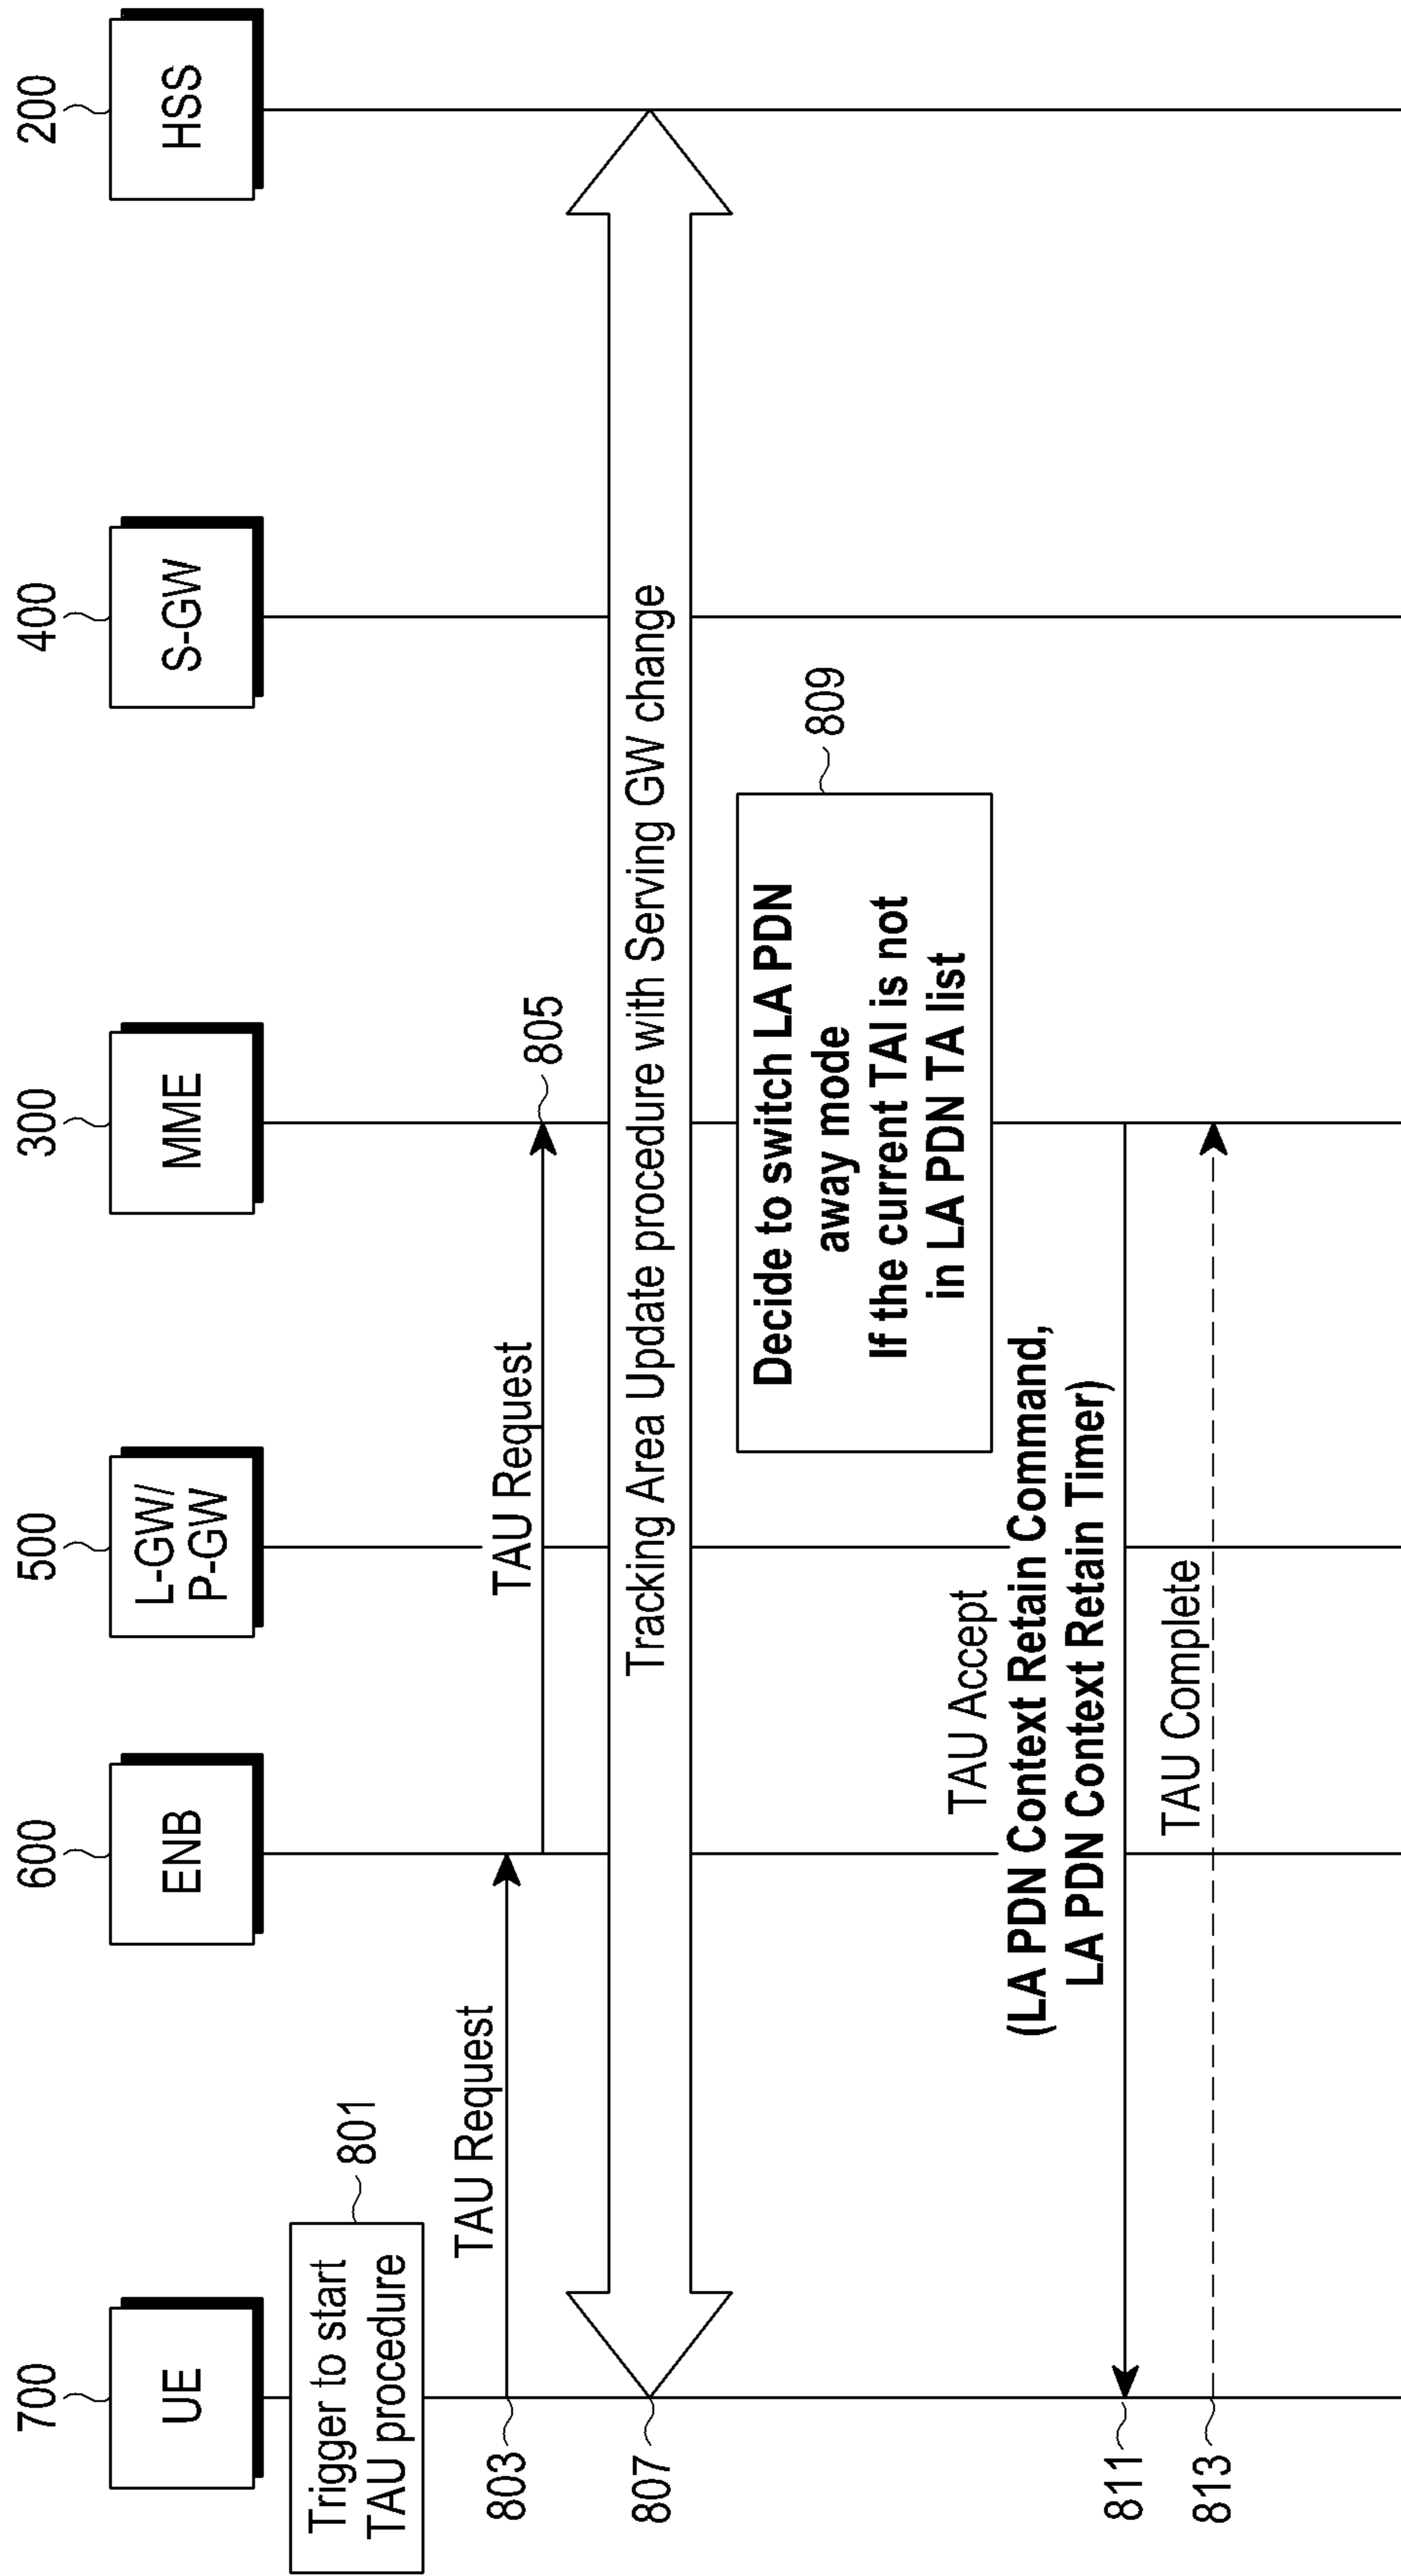 700
600
500
300
400
200
UE
ENB
L-GW/
P-GW
MME
S-GW
HSS
Trigger to start
TAU procedure
801
TAU Request
803
TAU Request
805
Tracking Area Update procedure with Serving GW change
807
Decide to switch LA PDN
away mode
If the current TAI is not
in LA PDN TA list
809
TAU Accept
(LA PDN Context Retain Command,
LA PDN Context Retain Timer)
811
TAU Complete
813